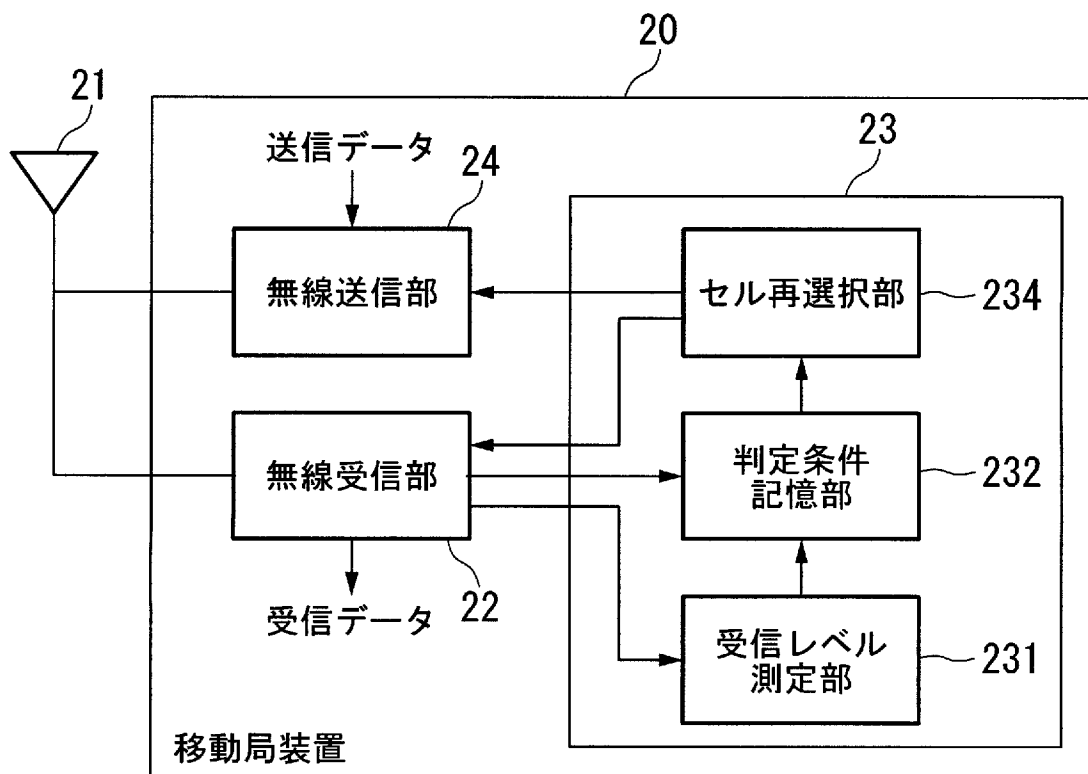 20
21
送信データ
24
23
無線送信部
セル再選択部
234
無線受信部
判定条件
記憶部
232
受信データ
22
受信レベル
測定部
231
移動局装置